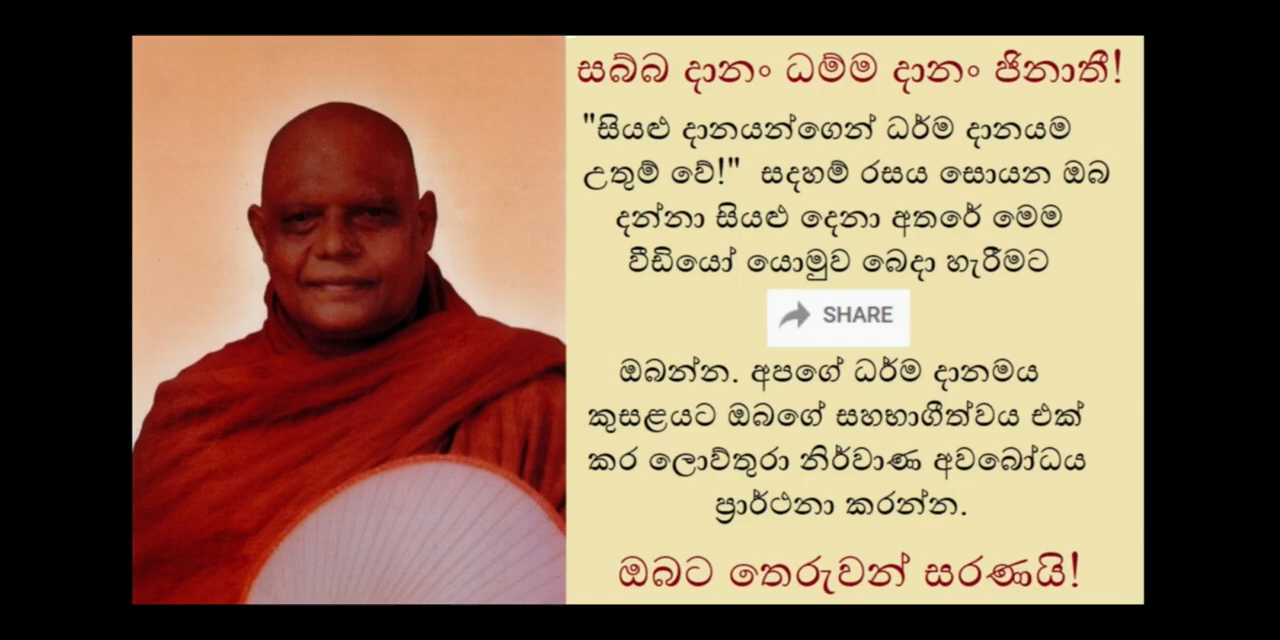 සබ්බ දානං ධම්ම දානං ජිනාතී!
"සියළු දානයන්ගෙන් ධර්ම දානයම
උතුම් වේ!" සදහම් රසය සොයන ඔබ
දන්නා සියළු දෙනා අතරේ මෙම
වීඩියෝ යොමුව බෙදා හැරීමට
SHARE
ඔබන්න. අපගේ ධර්ම දානමය
කුසළයට ඔබගේ සහභාගීත්වය එක්
කර ලොව්තුරා නිර්වාණ අවබෝධය
ප්‍රාර්ථනා කරන්න.
ඔබට තෙරුවන් සරණයි!